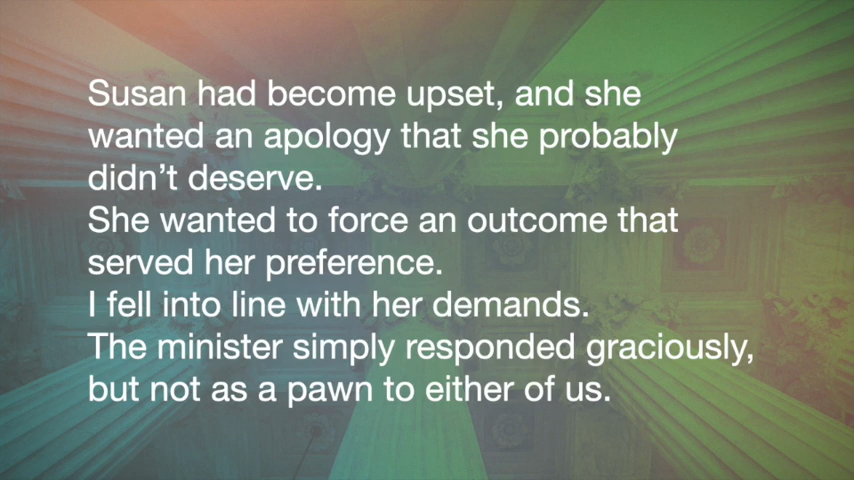 Susan had become upset, and she
wanted an apology that she probably
didn’t deserve.
She wanted to force an outcome that
served her preference.
I fell into line with her demands.
The minister simply responded graciously,
but not as a pawn to either of us.